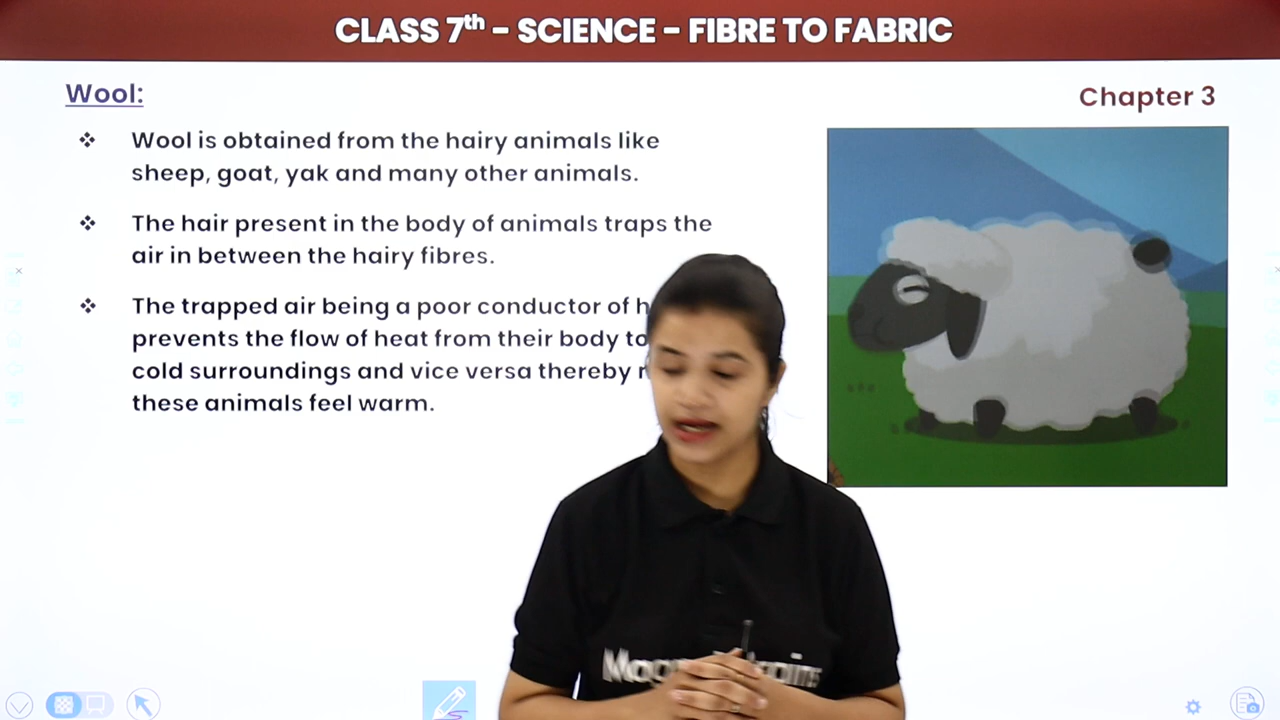 CLASS 7th - SCIENCE - FIBRE TO FABRIC
Wool:
Chapter 3
❖ Wool is obtained from the hairy animals like
sheep, goat, yak and many other animals.
❖ The hair present in the body of animals traps the
air in between the hairy fibres.
❖ The trapped air being a poor conductor of
prevents the flow of heat from their body to
cold surroundings and vice versa thereby
these animals feel warm.